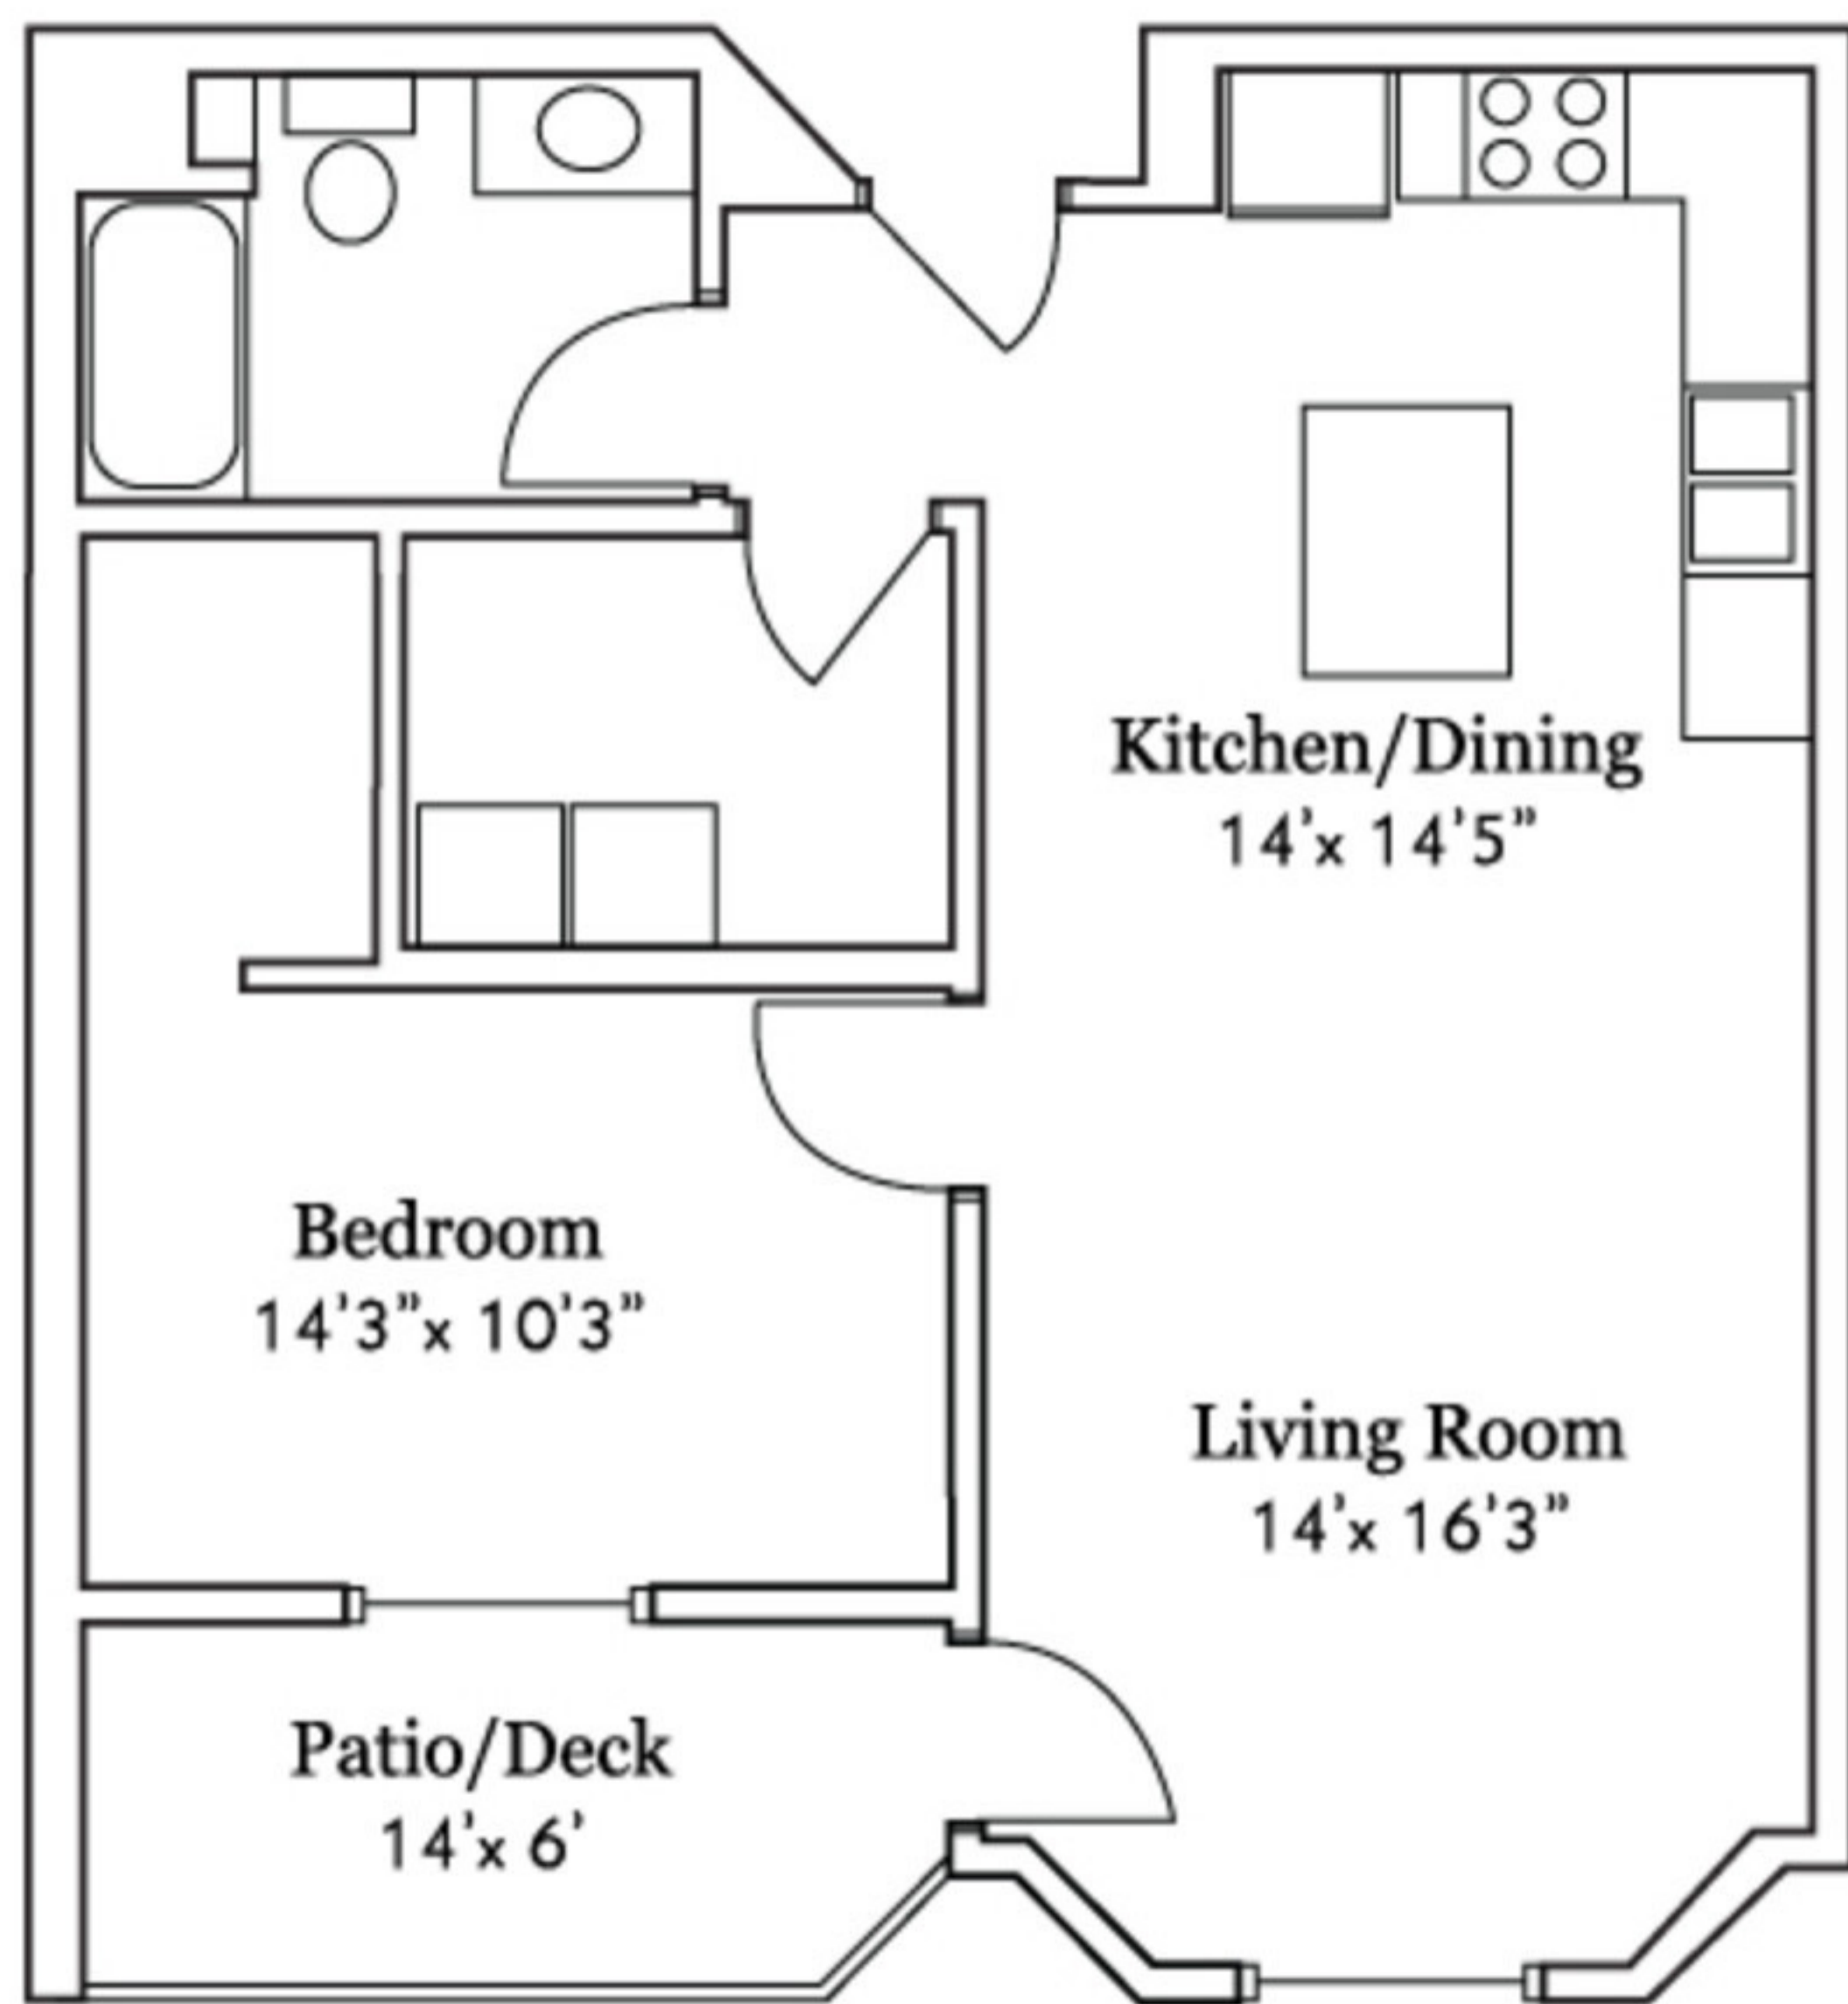 Kitchen/Dining
14’x 14’5”
Bedroom
14’3”x 10’3”
Living Room
14’x 16’3”
Patio/Deck
14’x 6’